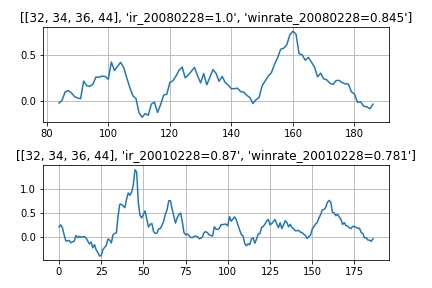 [[32, 34, 36, 44], 'ir_20080228=1.0', 'winrate_20080228=0.845']
0.5
0.0
80 100 120 140 160 180
[[32, 34, 36, 44], 'ir_20010228=0.87', 'winrate_20010228=0.781']
1.0
0.5
0.0
0 25 50 75 100 125 150 175